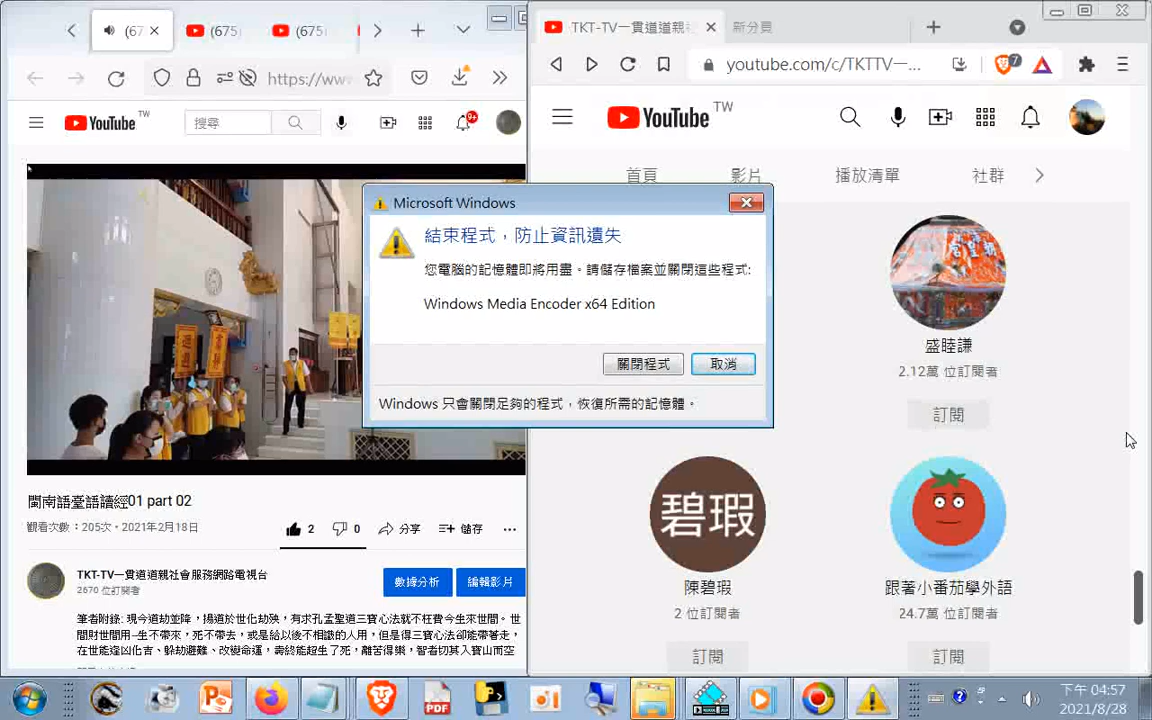 (67
(675)
(675
https://www
YouTube TW
搜尋
9+
閩南語臺語讀經01 part 02
觀看次數：205次・2021年2月18日
2
0
分享
儲存
TKT-TV一貫道道親社會服務網路電視台
2670 位訂閱者
數據分析
編輯影片
筆者附錄: 現今道劫並降，揚道於世化劫殃，有求孔孟聖道三寶心法就不枉費今生來世間。世
間財世間用─生不帶來，死不帶去，或是給以後不相識的人用，但是得三寶心法卻能帶著走，
在世能逢凶化吉、躲劫避難、改變命運，壽終能超生了死，離苦得樂，智者切莫入寶山而空
TKT-TV一貫道道親社
新分頁
youtube.com/c/TKTTV一...
7
YouTube TW
首頁
影片
播放清單
社群
盛睦謙
2.12萬 位訂閱者
訂閱
碧瑕
陳碧瑕
2 位訂閱者
訂閱
跟著小番茄學外語
24.7萬 位訂閱者
訂閱
Microsoft Windows
結束程式，防止資訊遺失
您電腦的記憶體即將用盡。請儲存檔案並關閉這些程式:
Windows Media Encoder x64 Edition
關閉程式
取消
Windows 只會關閉足夠的程式，恢復所需的記憶體。
PDF
下午 04:57
2021/8/28